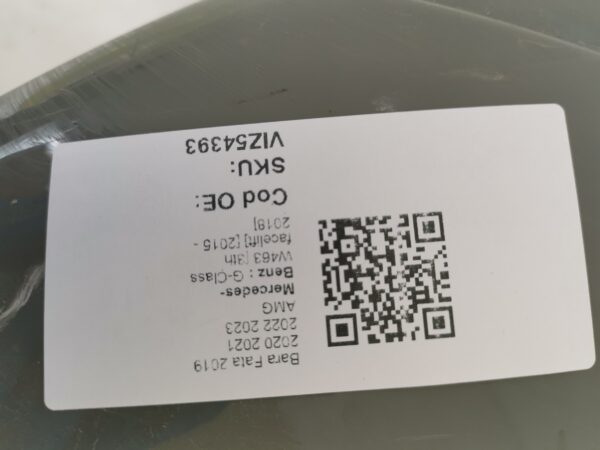 Bara Fata 2019
2020 2021
2022 2023
AMG
Mercedes-
Benz : G-Class
W463 [3th
facelift] [2015 -
2018]
Cod OE:
SKU:
VIZ54393